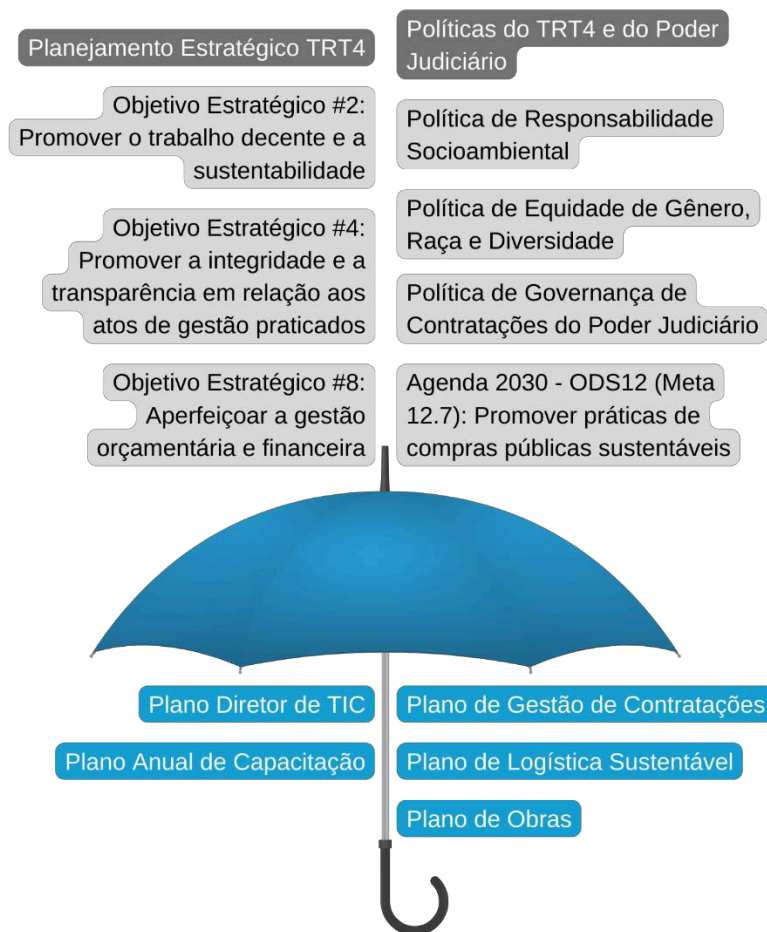 Planejamento Estratégico TRT4
Objetivo Estratégico #2:
Promover o trabalho decente e a
sustentabilidade
Objetivo Estratégico #4:
Promover a integridade e a
transparência em relação aos
atos de gestão praticados
Objetivo Estratégico #8:
Aperfeiçoar a gestão
orçamentária e financeira
Políticas do TRT4 e do Poder
Judiciário
Política de Responsabilidade
Socioambiental
Política de Equidade de Gênero,
Raça e Diversidade
Política de Governança de
Contratações do Poder Judiciário
Agenda 2030 - ODS12 (Meta
12.7): Promover práticas de
compras públicas sustentáveis
Plano Diretor de TIC
Plano Anual de Capacitação
Plano de Gestão de Contratações
Plano de Logística Sustentável
Plano de Obras